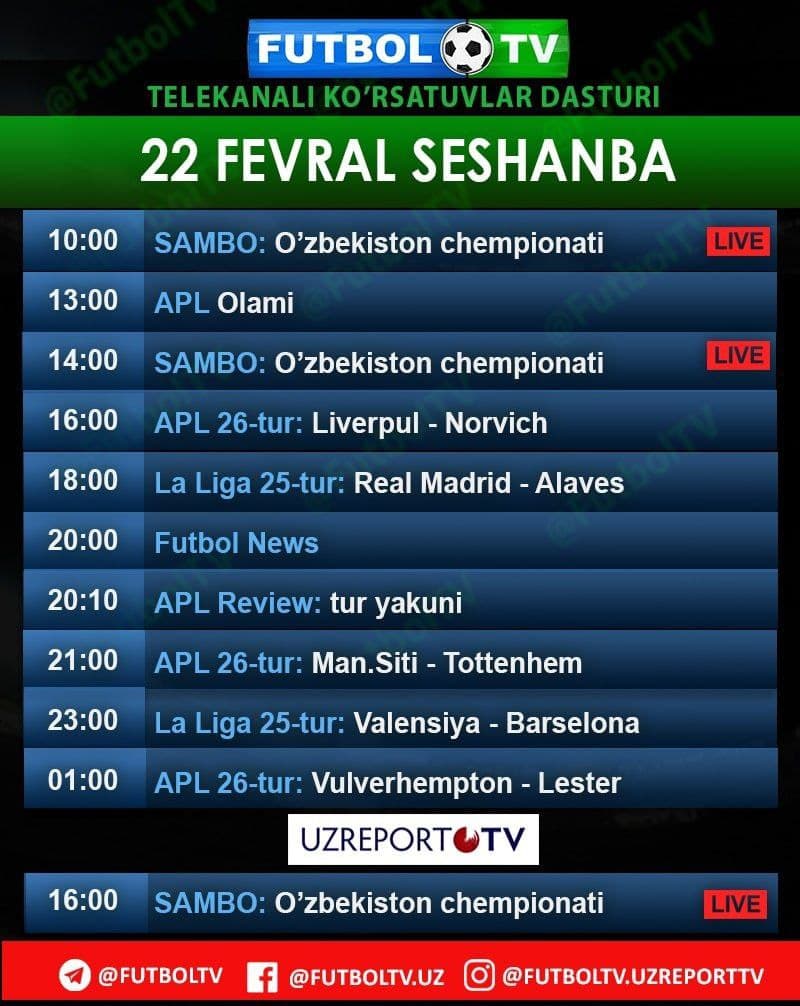 FUTBOL TV
TELEKANALI KO’RSATUVLAR DASTURI
22 FEVRAL SESHANBA
10:00 SAMBO: O’zbekiston chempionati LIVE
13:00 APL Olami
14:00 SAMBO: O’zbekiston chempionati LIVE
16:00 APL 26-tur: Liverpul - Norvich
18:00 La Liga 25-tur: Real Madrid - Alaves
20:00 Futbol News
20:10 APL Review: tur yakuni
21:00 APL 26-tur: Man.Siti - Tottenhem
23:00 La Liga 25-tur: Valensiya - Barselona
01:00 APL 26-tur: Vulverhempton - Lester
UZREPORT TV
16:00 SAMBO: O’zbekiston chempionati LIVE
@FUTBOLTV @FUTBOLTV.UZ @FUTBOLTV.UZREPORTTV
@FutbolTV
@FutbolTV
@FutbolTV
@FutbolTV